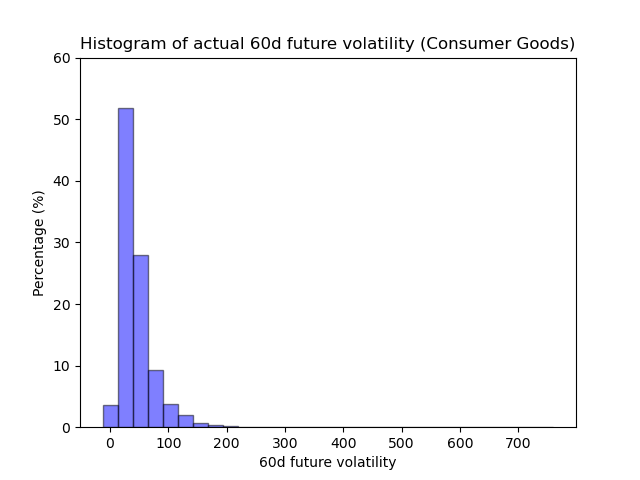 Histogram of actual 60d future volatility (Consumer Goods)
60
50
40
30
20
10
0
Percentage (%)
0 100 200 300 400 500 600 700
60d future volatility